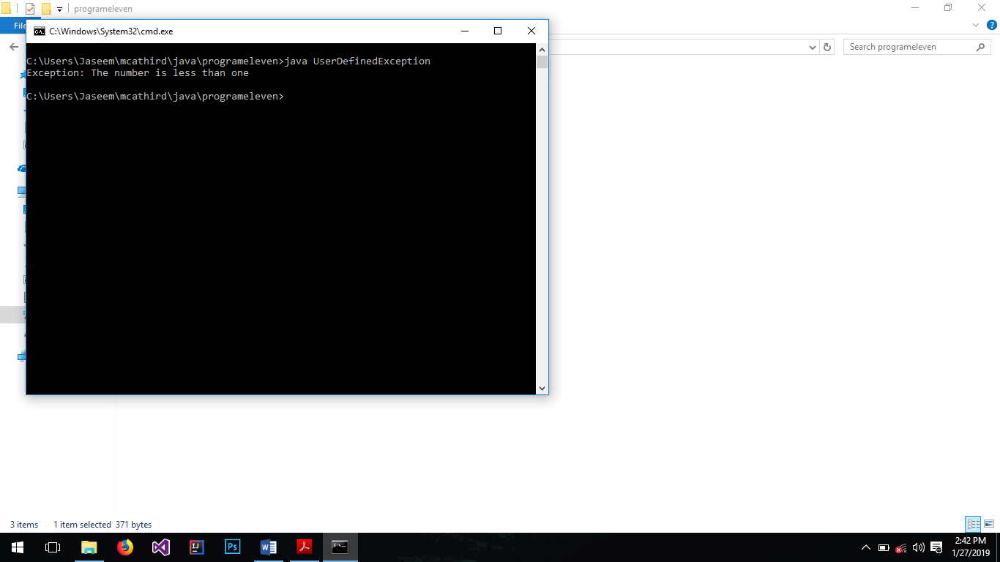 programeleven
File
C:\Windows\System32\cmd.exe
Search programeleven
C:\Users\Jaseem\mcathird\java\programeleven>java UserDefinedException
Exception: The number is less than one
C:\Users\Jaseem\mcathird\java\programeleven>
3 items 1 item selected 371 bytes
2:42 PM
1/27/2019